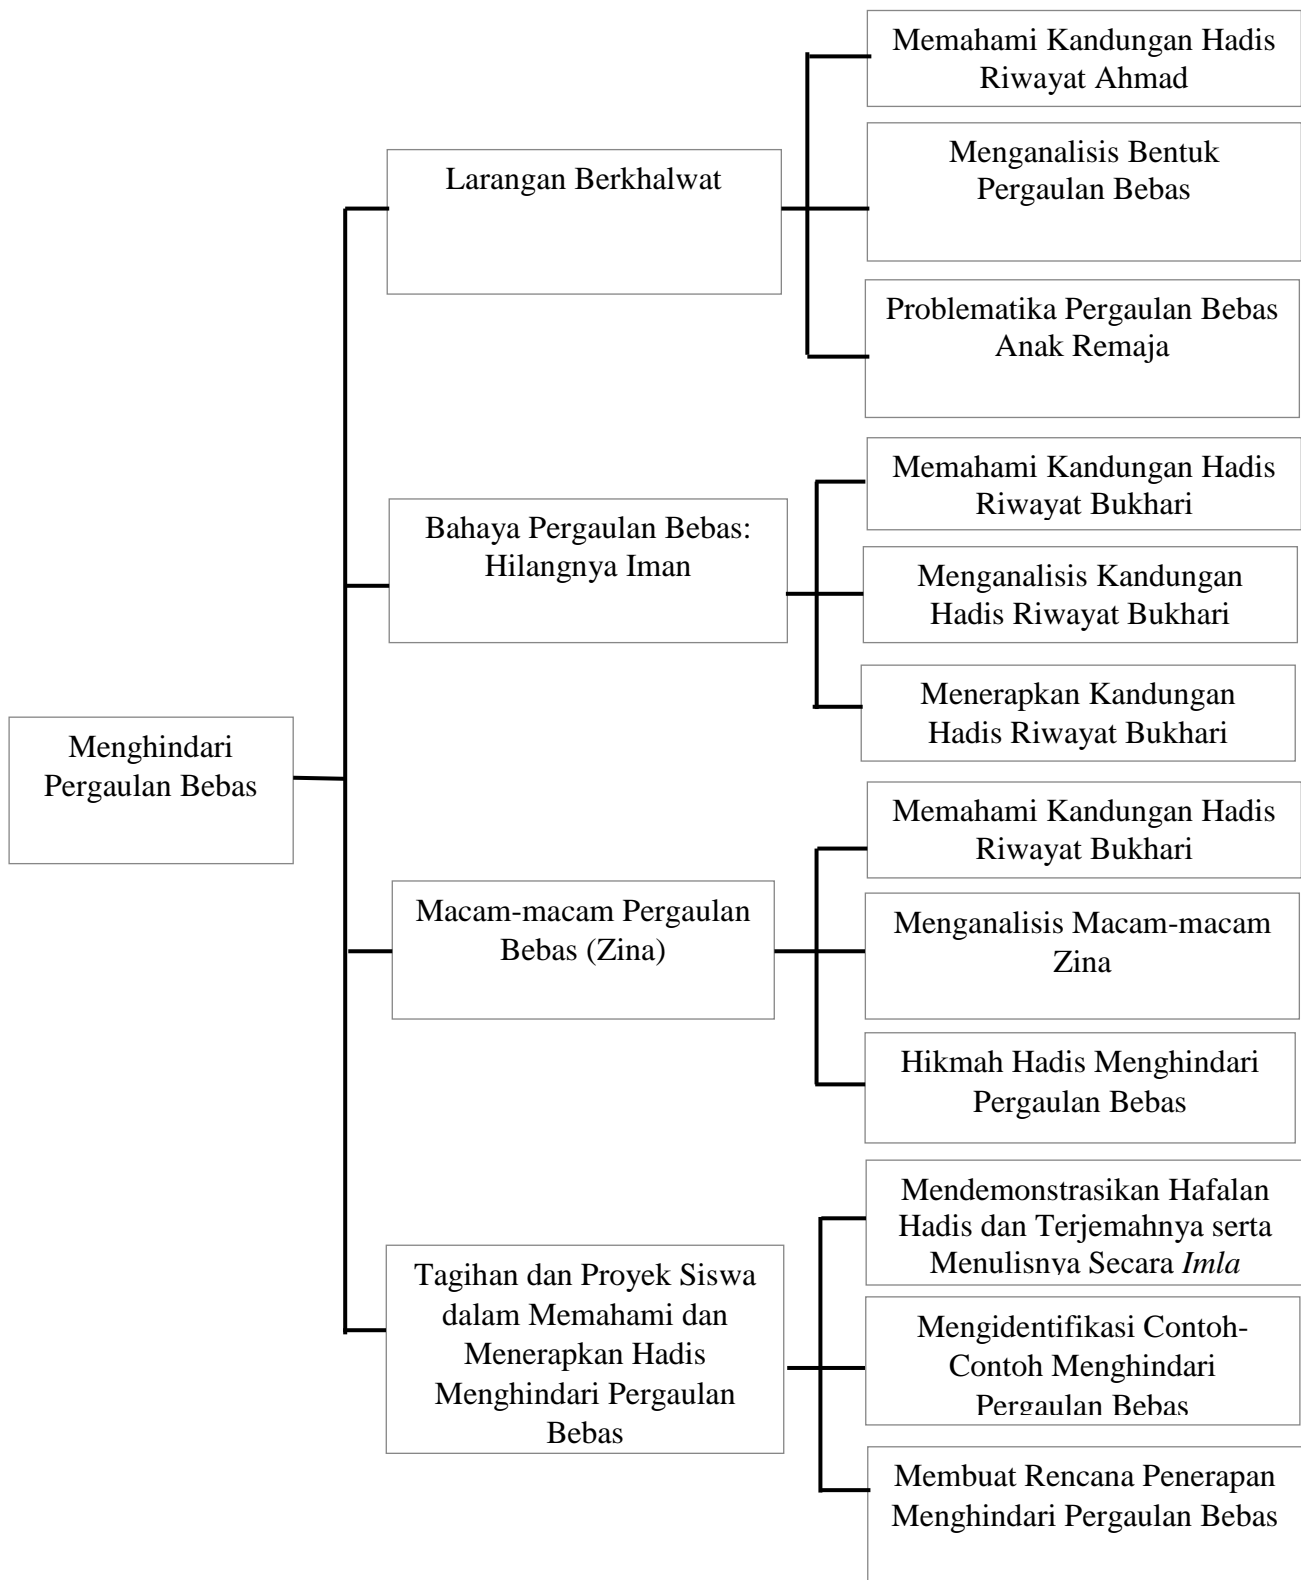 Memahami Kandungan Hadis
Riwayat Ahmad
Menganalisis Bentuk
Pergaulan Bebas
Larangan Berkhalwat
Problematika Pergaulan Bebas
Anak Remaja
Memahami Kandungan Hadis
Riwayat Bukhari
Bahaya Pergaulan Bebas:
Hilangnya Iman
Menganalisis Kandungan
Hadis Riwayat Bukhari
Menerapkan Kandungan
Hadis Riwayat Bukhari
Menghindari
Pergaulan Bebas
Memahami Kandungan Hadis
Riwayat Bukhari
Macam-macam Pergaulan
Bebas (Zina)
Menganalisis Macam-macam
Zina
Hikmah Hadis Menghindari
Pergaulan Bebas
Mendemonstrasikan Hafalan
Hadis dan Terjemahnya serta
Menulisnya Secara Imla
Tagihan dan Proyek Siswa
dalam Memahami dan
Menerapkan Hadis
Menghindari Pergaulan
Bebas
Mengidentifikasi Contoh-
Contoh Menghindari
Pergaulan Bebas
Membuat Rencana Penerapan
Menghindari Pergaulan Bebas